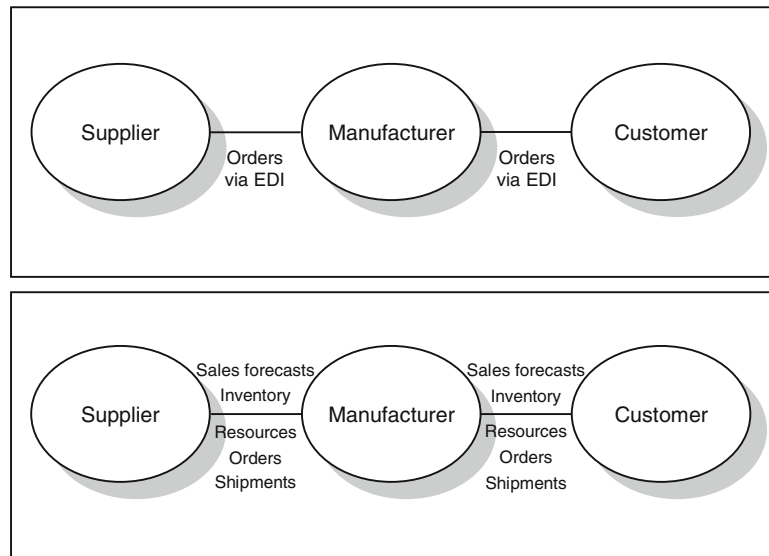 Supplier
Orders
via EDI
Manufacturer
Orders
via EDI
Customer
Supplier
Sales forecasts
Inventory
Resources
Orders
Shipments
Manufacturer
Sales forecasts
Inventory
Resources
Orders
Shipments
Customer